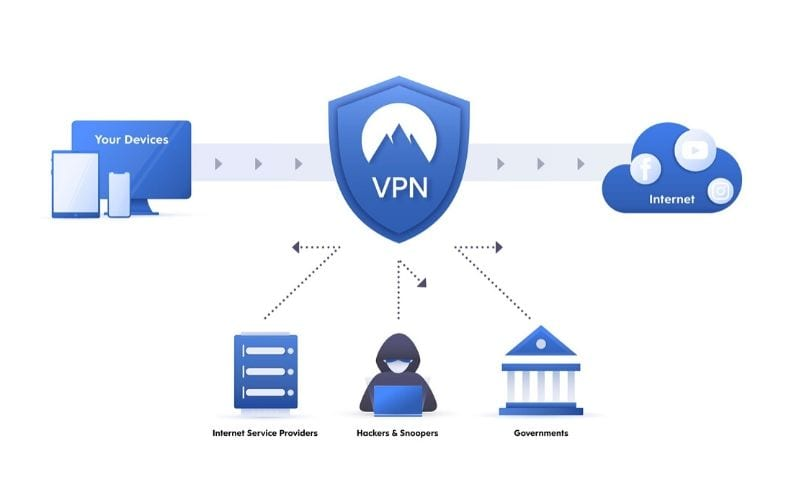 Your Devices
VPN
Internet
Internet Service Providers
Hackers & Snoopers
Governments